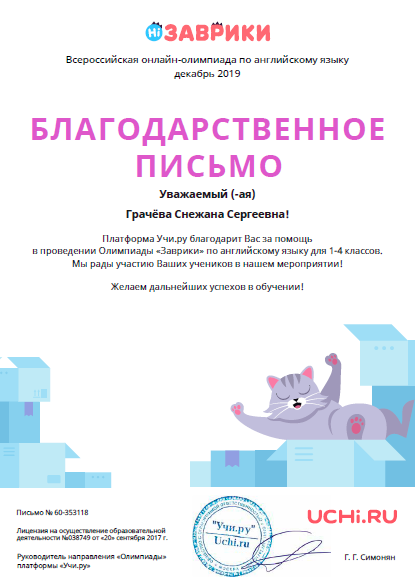 Hi ЗАВРИКИ
Всероссийская онлайн-олимпиада по английскому языку
декабрь 2019
БЛАГОДАРСТВЕННОЕ
ПИСЬМО
Уважаемый (-ая)
Грачёва Снежана Сергеевна!
Платформа Учи.ру благодарит Вас за помощь
в проведении Олимпиады «Заврики» по английскому языку для 1-4 классов.
Мы рады участию Ваших учеников в нашем мероприятии!
Желаем дальнейших успехов в обучении!
Письмо № 60-353118
Лицензия на осуществление образовательной
деятельности №038749 от «20» сентября 2017 г.
Руководитель направления «Олимпиады»
платформы «Учи.ру»
"Учи.ру"
Uchi.ru
UCHi.RU
Г. Г. Симонян